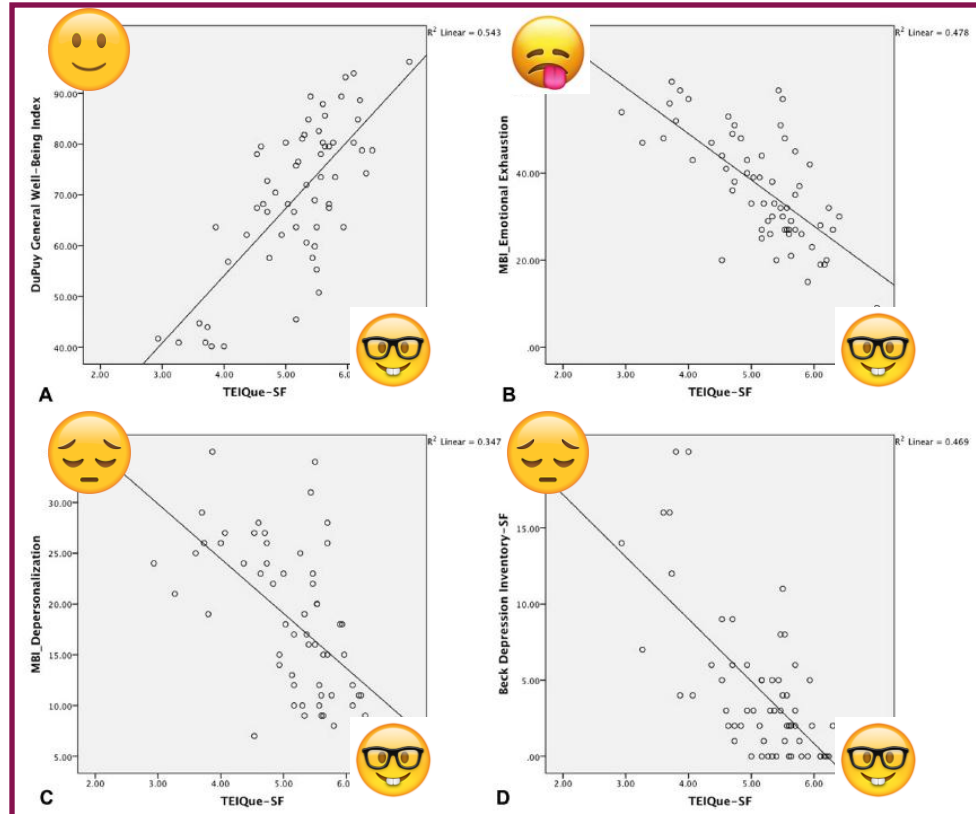 R² Linear = 0.543
DuPuy General Well-Being Index
90.00
80.00
70.00
60.00
50.00
40.00
2.00 3.00 4.00 5.00 6.0
TEIQue-SF
A
R² Linear = 0.478
MBI_Emotional Exhaustion
60.00
40.00
20.00
.00
2.00 3.00 4.00 5.00 6.00
TEIQue-SF
B
R² Linear = 0.347
MBI_Depersonalization
30.00
25.00
20.00
15.00
10.00
5.00
2.00 3.00 4.00 5.00 6.00
TEIQue-SF
C
R² Linear = 0.469
Beck Depression Inventory-SF
15.00
10.00
5.00
.00
2.00 3.00 4.00 5.00 6.00
TEIQue-SF
D